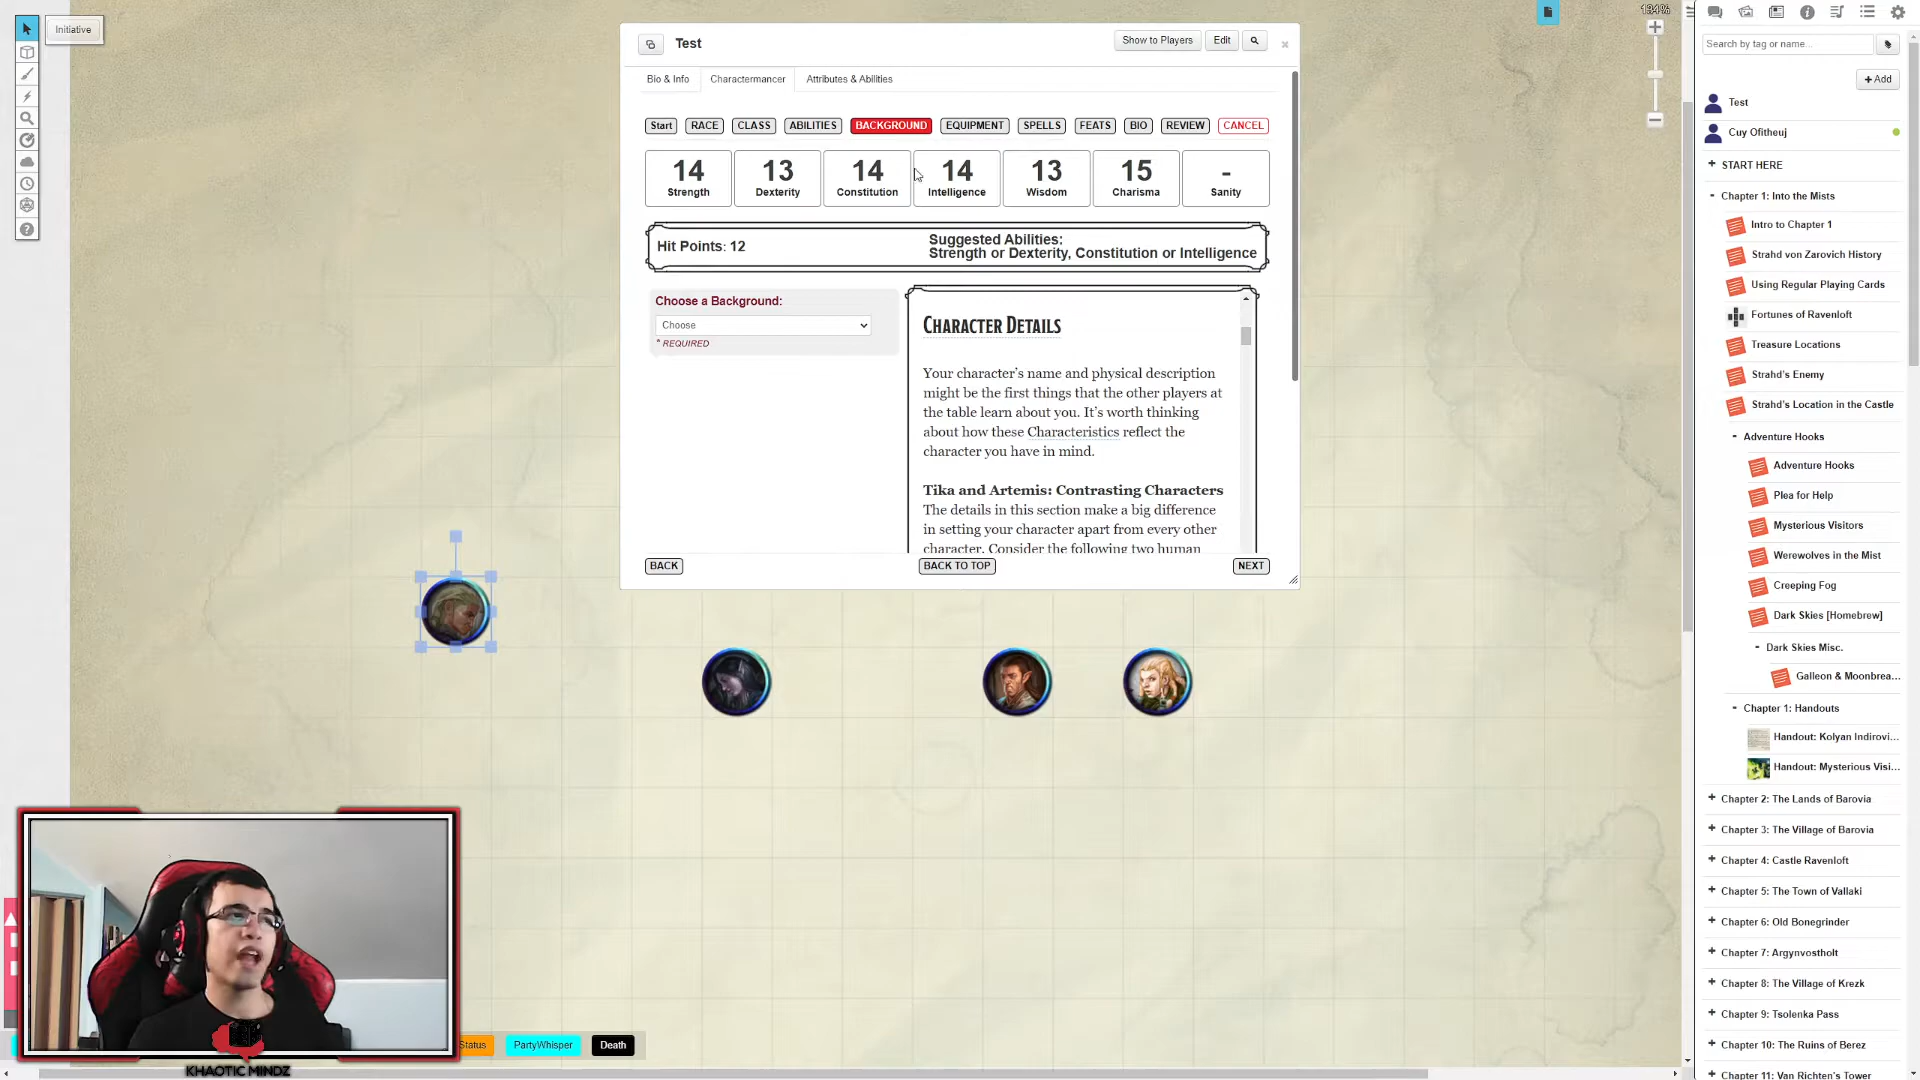 Initiative
Test
Show to Players
Edit
Bio & Info
Charactermancer
Attributes & Abilities
Start
RACE
CLASS
ABILITIES
BACKGROUND
EQUIPMENT
SPELLS
FEATS
BIO
REVIEW
CANCEL
14
Strength
13
Dexterity
14
Constitution
14
Intelligence
13
Wisdom
15
Charisma
-
Sanity
Hit Points: 12
Suggested Abilities:
Strength or Dexterity, Constitution or Intelligence
Choose a Background:
Choose
* REQUIRED
Character Details
Your character's name and physical description
might be the first things that the other players at
the table learn about you. It's worth thinking
about how these Characteristics reflect the
character you have in mind.
Tika and Artemis: Contrasting Characters
The details in this section make a big difference
in setting your character apart from every other
character. Consider the following two human
BACK
BACK TO TOP
NEXT
Status
PartyWhisper
Death
KHAOTIC MINDZ
Search by tag or name...
+ Add
Test
Cuy Ofitheuj
+ START HERE
- Chapter 1: Into the Mists
Intro to Chapter 1
Strahd von Zarovich History
Using Regular Playing Cards
Fortunes of Ravenloft
Treasure Locations
Strahd's Enemy
Strahd's Location in the Castle
- Adventure Hooks
Adventure Hooks
Plea for Help
Mysterious Visitors
Werewolves in the Mist
Creeping Fog
Dark Skies [Homebrew]
- Dark Skies Misc.
Galleon & Moonbrea...
- Chapter 1: Handouts
Handout: Kolyan Indirovi...
Handout: Mysterious Visi...
+ Chapter 2: The Lands of Barovia
+ Chapter 3: The Village of Barovia
+ Chapter 4: Castle Ravenloft
+ Chapter 5: The Town of Vallaki
+ Chapter 6: Old Bonegrinder
+ Chapter 7: Argynvostholt
+ Chapter 8: The Village of Krezk
+ Chapter 9: Tsolenka Pass
+ Chapter 10: The Ruins of Berez
+ Chapter 11: Van Richten's Tower